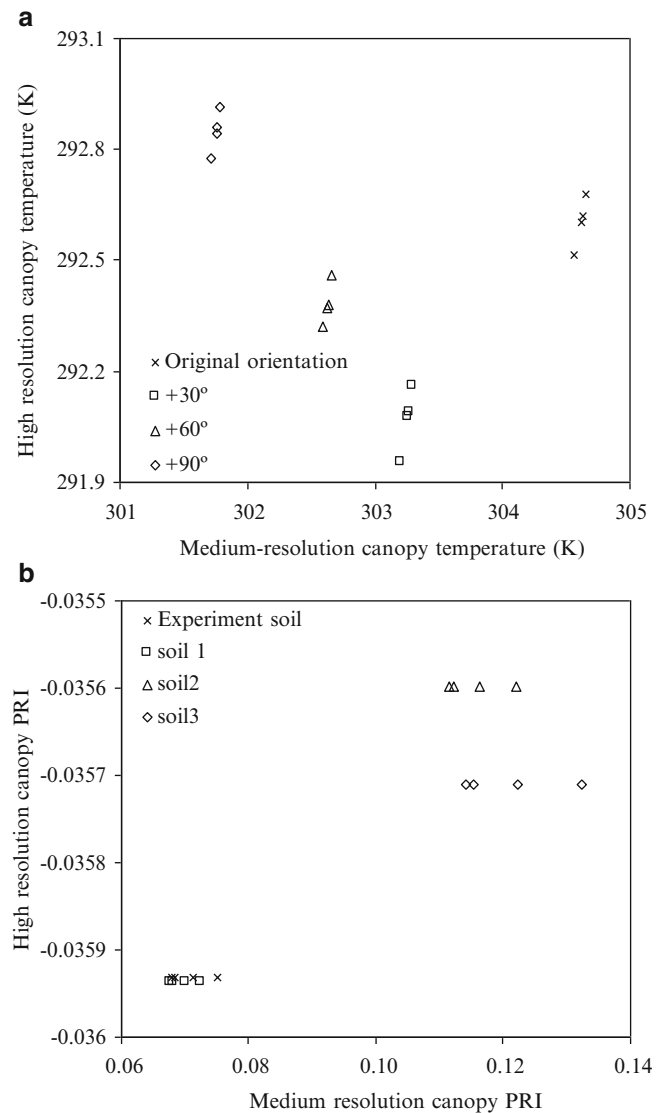 a
High resolution canopy temperature (K)
293.1
292.8
292.5
292.2
291.9
Original orientation
+30º
+60º
+90º
301
302
303
304
305
Medium-resolution canopy temperature (K)
b
High resolution canopy PRI
-0.0355
-0.0356
-0.0357
-0.0358
-0.0359
-0.036
Experiment soil
soil 1
soil2
soil3
0.06
0.08
0.10
0.12
0.14
Medium resolution canopy PRI